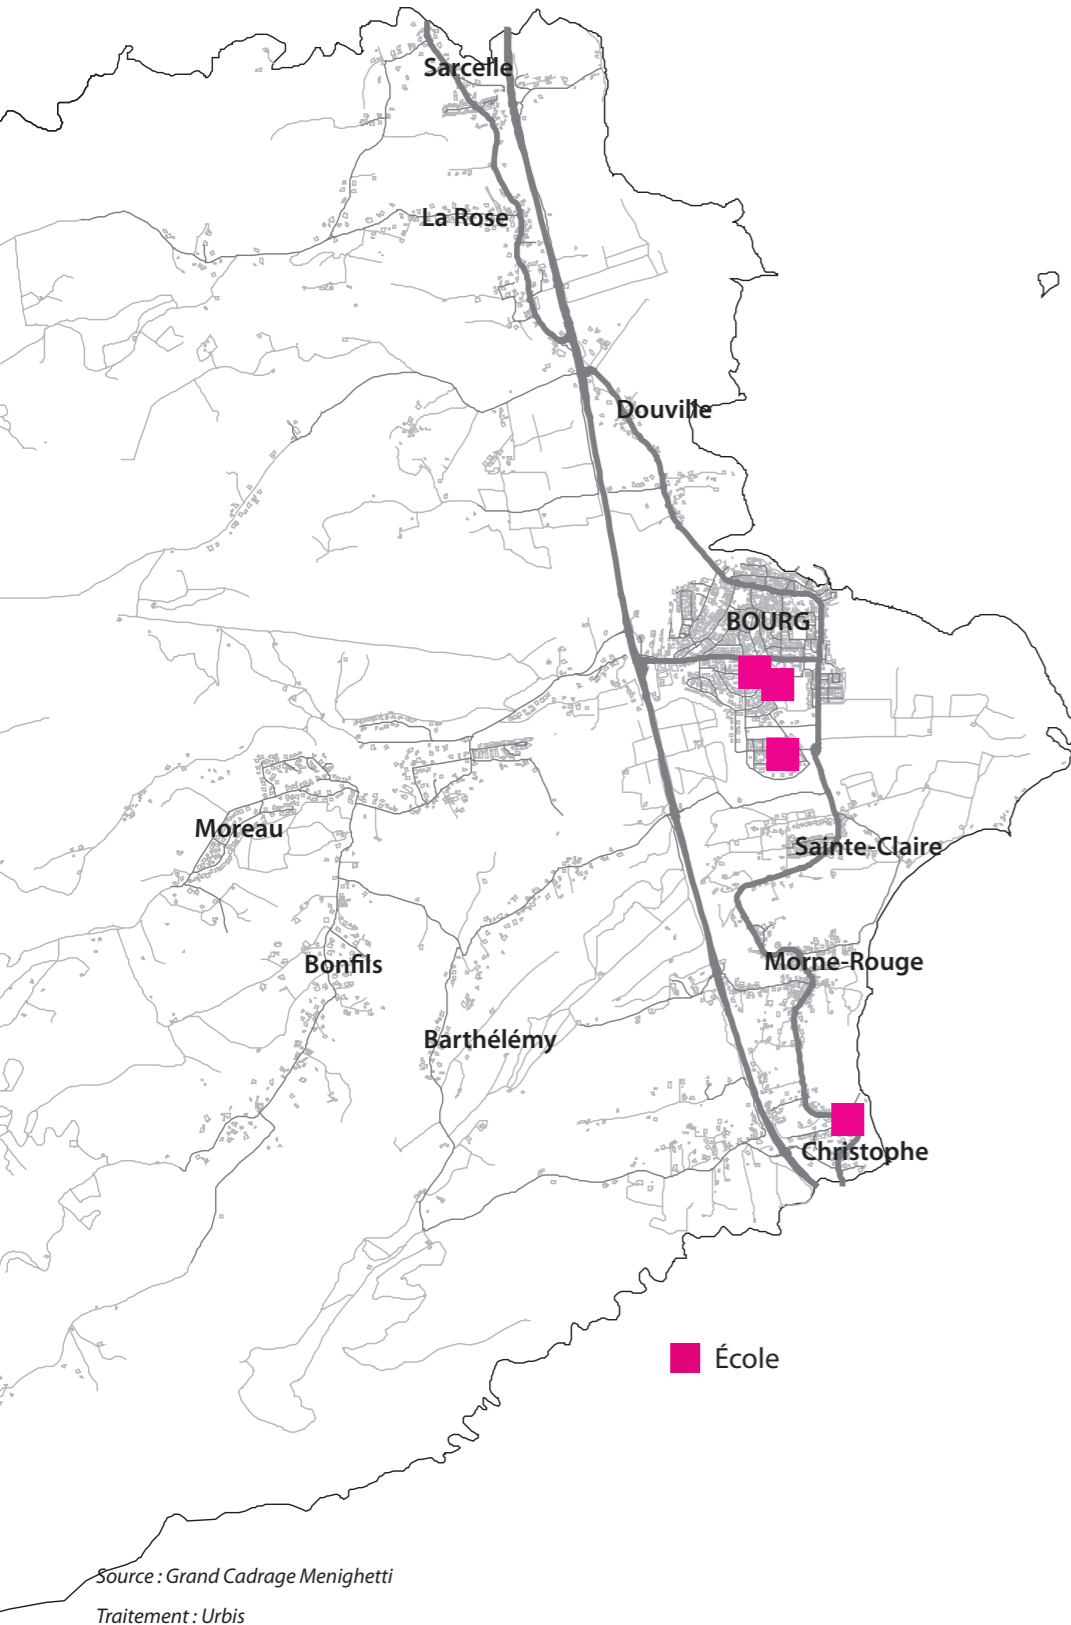 Sarcelle
La Rose
Douville
BOURG
Moreau
Sainte-Claire
Bonfils
Morne-Rouge
Barthélémy
Christophe
École
Source : Grand Cadrage Menighetti
Traitement : Urbis